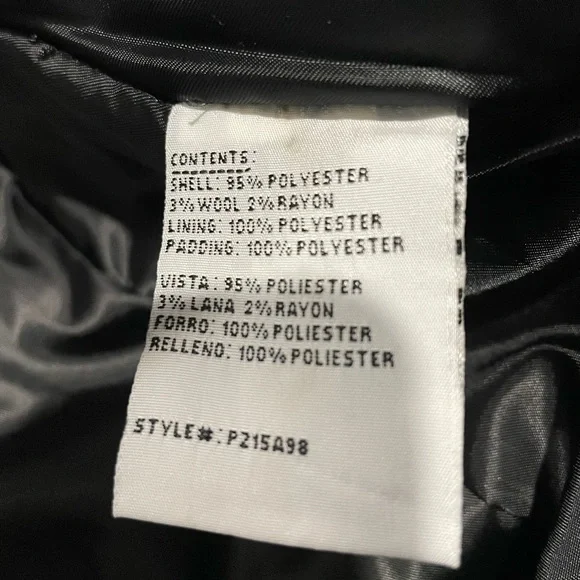 CONTENTS:
SHELL: 95% POLYESTER
3% WOOL 2% RAYON
LINING: 100% POLYESTER
PADDING: 100% POLYESTER
VISTA: 95% POLIESTER
3% LANA 2% RAYON
FORRO: 100% POLIESTER
RELLENO: 100% POLIESTER
STYLE#: P215A98